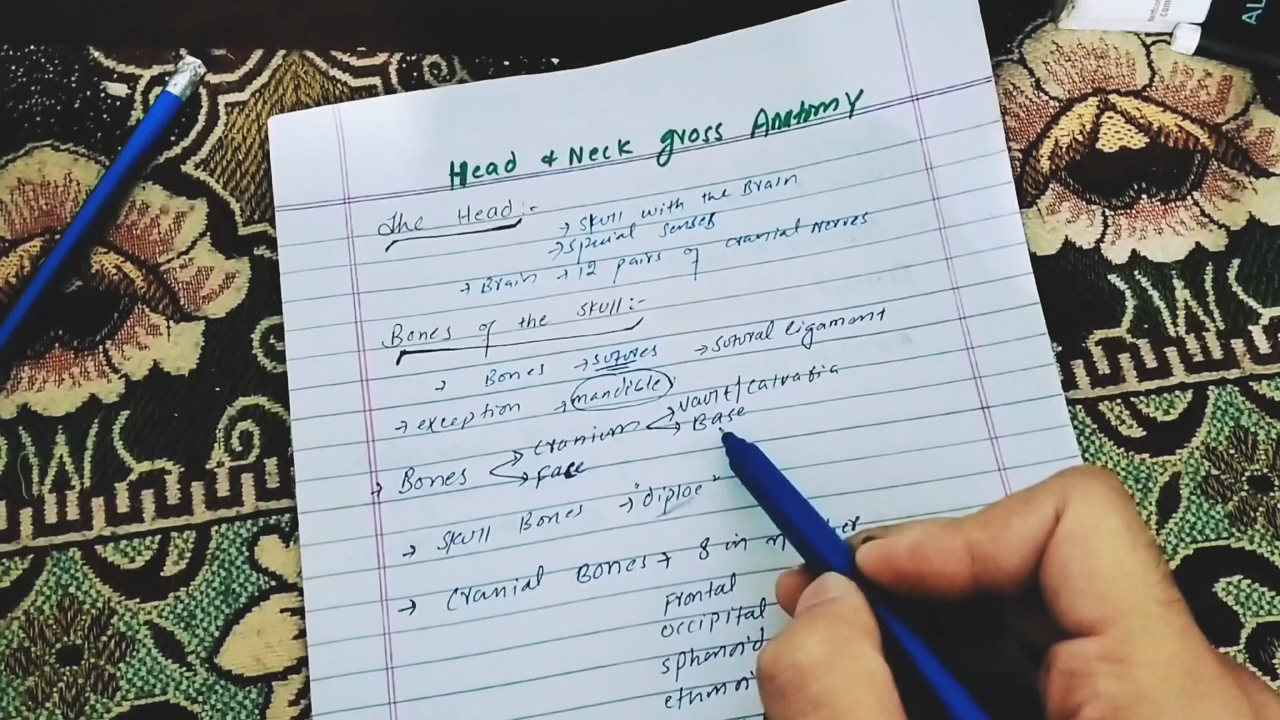 Head & Neck gross Anatomy
The Head:-
→ skull with the Brain
→ special senses
→ Brain → 12 pairs of cranial nerves
Bones of the skull:-
→ Bones → sutures → sutural ligament
→ exception → mandible
→ Bones → cranium → vault/calvaria
→ Base
→ Face
→ skull Bones → "diploe"
→ cranial Bones → 8 in
Frontal
occipital
sphenoid
AL